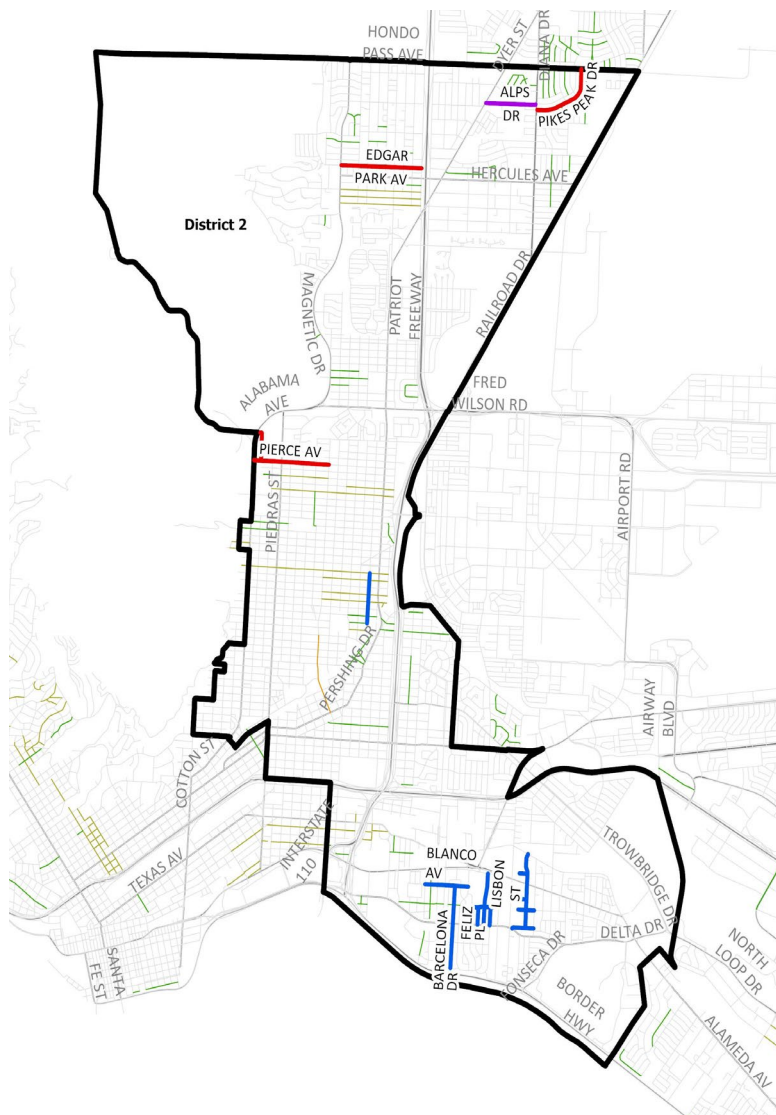 HONDO
PASS AVE
DYER ST
DIANA DR
ALPS
DR
PIKES PEAK DR
EDGAR
PARK AV
HERCULES AVE
District 2
MAGNETIC DR
PATRIOT
FREEWAY
RAILROAD DR
ALABAMA
AVE
FRED
WILSON RD
PIERCE AV
PIEDRAS ST
AIRPORT RD
PERSHING DR
AIRWAY
BLVD
COTTON ST
TEXAS AV
INTERSTATE
110
BLANCO
AV
TROWBRIDGE DR
LISBON
ST
FELIZ
PL
BARCELONA
DR
DELTA DR
FONSECA DR
SANTA
FE ST
NORTH
LOOP DR
BORDER
HWY
ALAMEDA AV